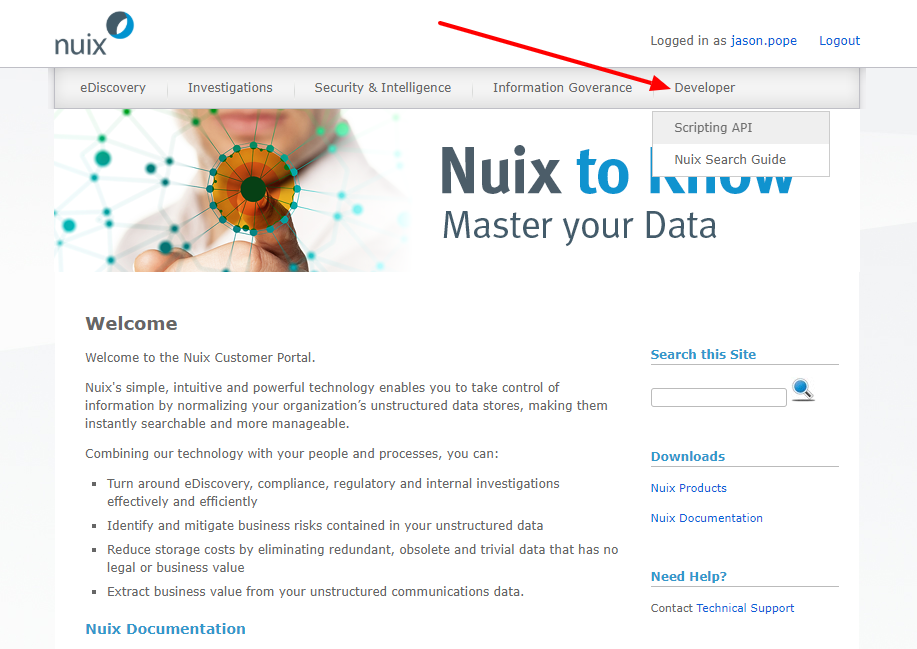 nuix
Logged in as jason.pope Logout
eDiscovery Investigations Security & Intelligence Information Goverance Developer
Scripting API
Nuix Search Guide
Nuix to Know
Master your Data
Welcome
Welcome to the Nuix Customer Portal.
Nuix's simple, intuitive and powerful technology enables you to take control of
information by normalizing your organization’s unstructured data stores, making them
instantly searchable and more manageable.
Combining our technology with your people and processes, you can:
Turn around eDiscovery, compliance, regulatory and internal investigations
effectively and efficiently
Identify and mitigate business risks contained in your unstructured data
Reduce storage costs by eliminating redundant, obsolete and trivial data that has no
legal or business value
Extract business value from your unstructured communications data.
Nuix Documentation
Search this Site
Downloads
Nuix Products
Nuix Documentation
Need Help?
Contact Technical Support